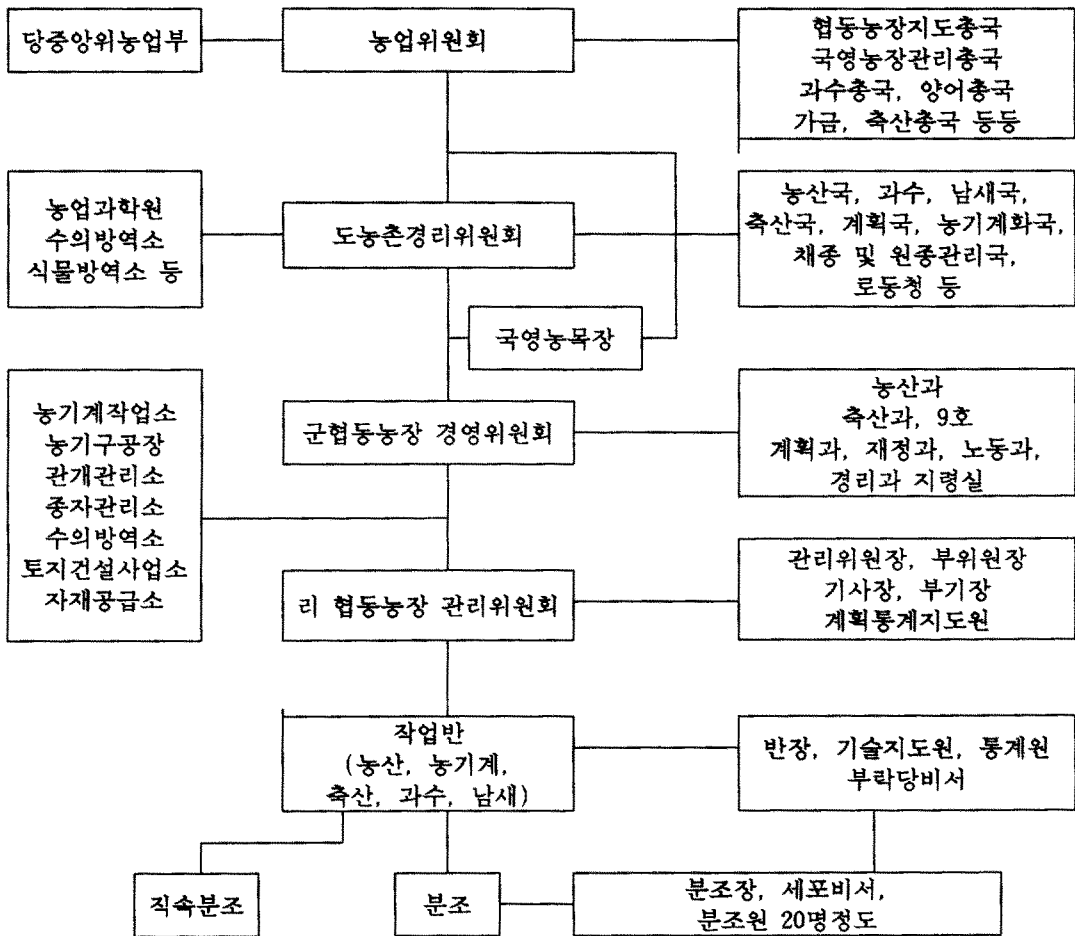 당중앙위농업부
농업위원회
협동농장지도총국
국영농장관리총국
과수총국, 양어총국
가금, 축산총국 등등
농업과학원
수의방역소
식물방역소 등
도농촌경리위원회
농산국, 과수, 남새국,
축산국, 계획국, 농기계화국,
채종 및 원종관리국,
로동청 등
국영농목장
농기계작업소
농기구공장
관개관리소
종자관리소
수의방역소
토지건설사업소
자재공급소
군협동농장 경영위원회
농산과
축산과, 9호
계획과, 재정과, 노동과,
경리과 지령실
리 협동농장 관리위원회
관리위원장, 부위원장
기사장, 부기장
계획통계지도원
작업반
(농산, 농기계,
축산, 과수, 남새)
반장, 기술지도원, 통계원
부락당비서
직속분조
분조
분조장, 세포비서,
분조원 20명정도